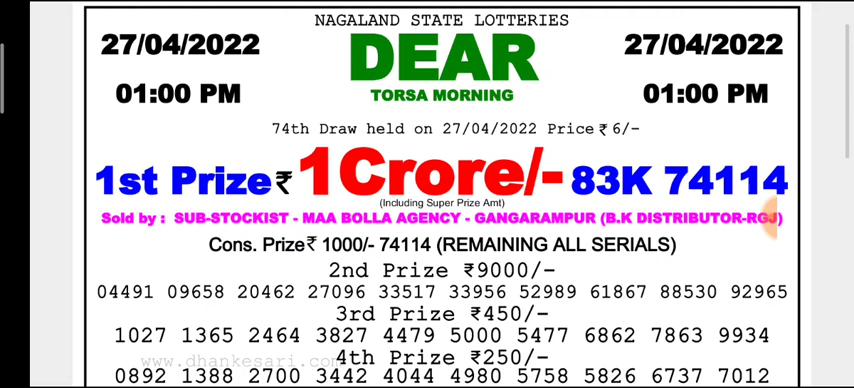 NAGALAND STATE LOTTERIES
27/04/2022 DEAR 27/04/2022
01:00 PM TORSA MORNING 01:00 PM
74th Draw held on 27/04/2022 Price ₹ 6/-
1st Prize ₹ 1Crore/- 83K 74114
(Including Super Prize Amt)
Sold by : SUB-STOCKIST - MAA BOLLA AGENCY - GANGARAMPUR (B.K DISTRIBUTOR-RGJ)
Cons. Prize ₹ 1000/- 74114 (REMAINING ALL SERIALS)
2nd Prize ₹9000/-
04491 09658 20462 27096 33517 33956 52989 61867 88530 92965
3rd Prize ₹450/-
1027 1365 2464 3827 4479 5000 5477 6862 7863 9934
www.dhankesari.com
4th Prize ₹250/-
0892 1388 2700 3442 4044 4980 5758 5826 6737 7012